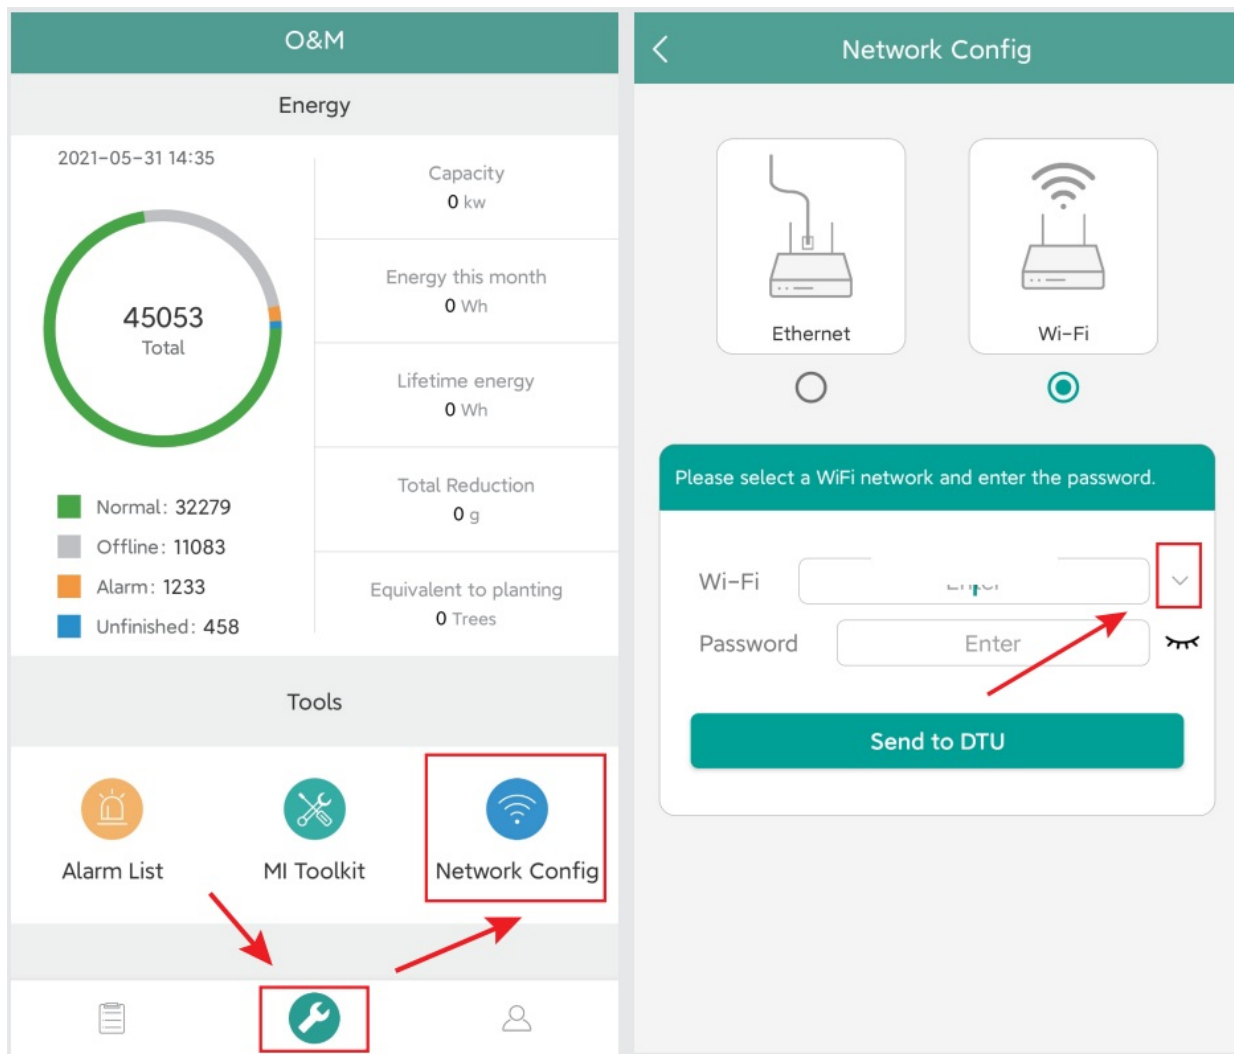 O&M
Energy
2021-05-31 14:35
45053
Total
Normal: 32279
Offline: 11083
Alarm: 1233
Unfinished: 458
Capacity
0 kw
Energy this month
0 Wh
Lifetime energy
0 Wh
Total Reduction
0 g
Equivalent to planting
0 Trees
Tools
Alarm List
MI Toolkit
Network Config
Network Config
Ethernet
Wi-Fi
Please select a WiFi network and enter the password.
Wi-Fi
Password
Enter
Send to DTU